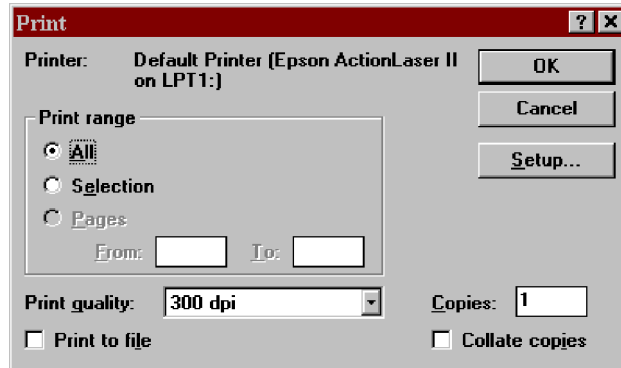 Print
Printer: Default Printer (Epson ActionLaser II
on LPT1:)
OK
Cancel
Setup...
Print range
All
Selection
Pages
From: To:
Print quality: 300 dpi
Copies: 1
Print to file
Collate copies